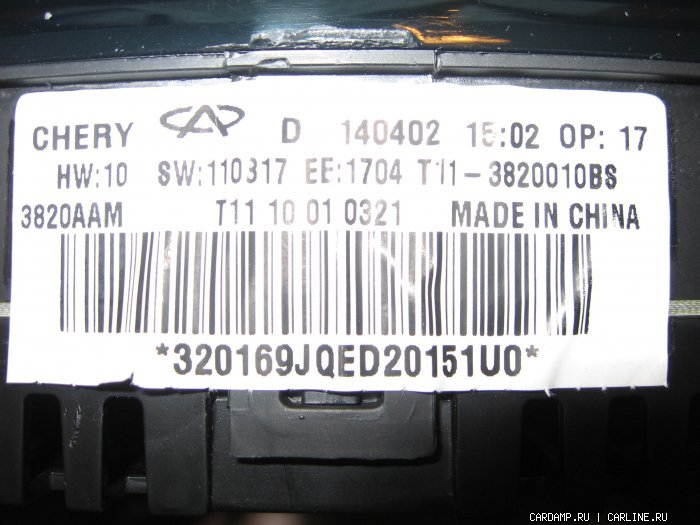 CHERY D 140402 15:02 OP: 17
HW:10 SW:110317 EE:1704 T11-3820010BS
3820AAM T11 10 01 0321 MADE IN CHINA
*320169JQED20151U0*
CARDAMP.RU | CARLINE.RU